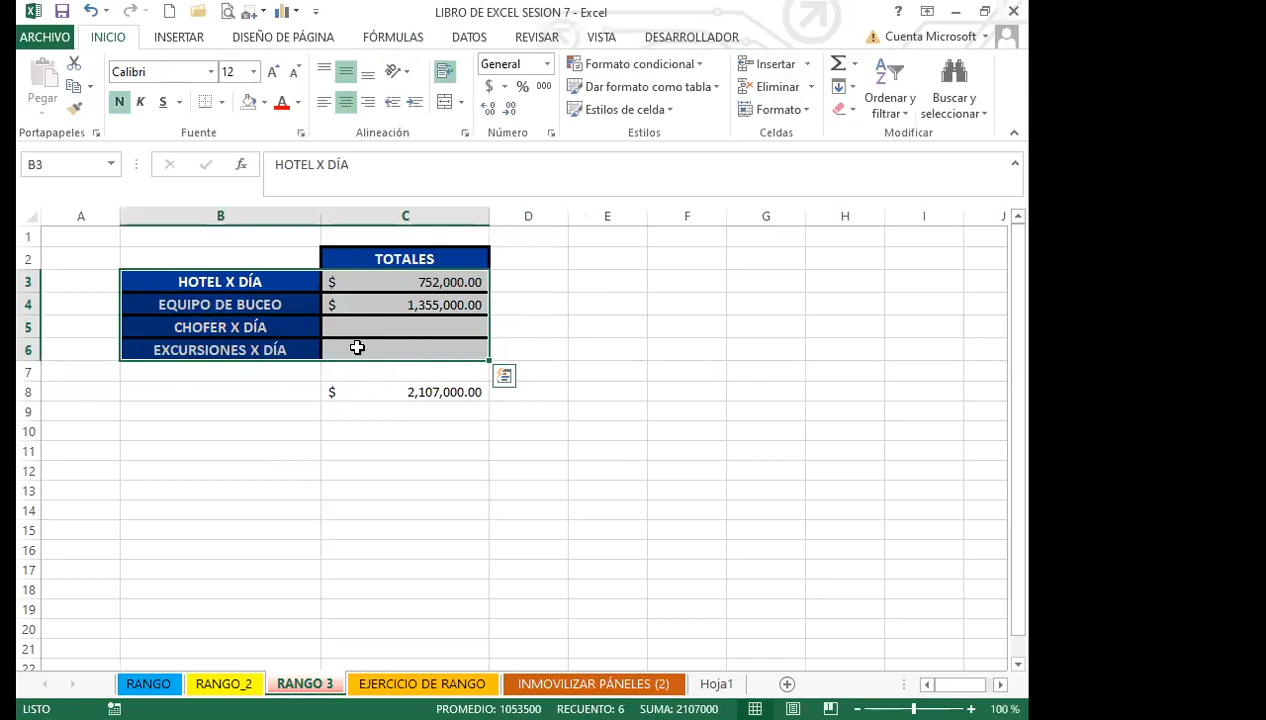 LIBRO DE EXCEL SESION 7 - Excel
?
ARCHIVO INICIO INSERTAR DISEÑO DE PÁGINA FÓRMULAS DATOS REVISAR VISTA DESARROLLADOR Cuenta Microsoft
Pegar
Calibri 12
N K S
General
$ % 000
Formato condicional
Dar formato como tabla
Estilos de celda
Insertar
Eliminar
Formato
Ordenar y filtrar
Buscar y seleccionar
Portapapeles Fuente Alineación Número Estilos Celdas Modificar
B3 fx HOTEL X DÍA
A B C D E F G H I J
1
2 TOTALES
3 HOTEL X DÍA $ 752,000.00
4 EQUIPO DE BUCEO $ 1,355,000.00
5 CHOFER X DÍA
6 EXCURSIONES X DÍA
7
8 $ 2,107,000.00
9
10
11
12
13
14
15
16
17
18
19
20
21
22
RANGO RANGO_2 RANGO 3 EJERCICIO DE RANGO INMOVILIZAR PÁNELES (2) Hoja1
LISTO PROMEDIO: 1053500 RECUENTO: 6 SUMA: 2107000 100 %